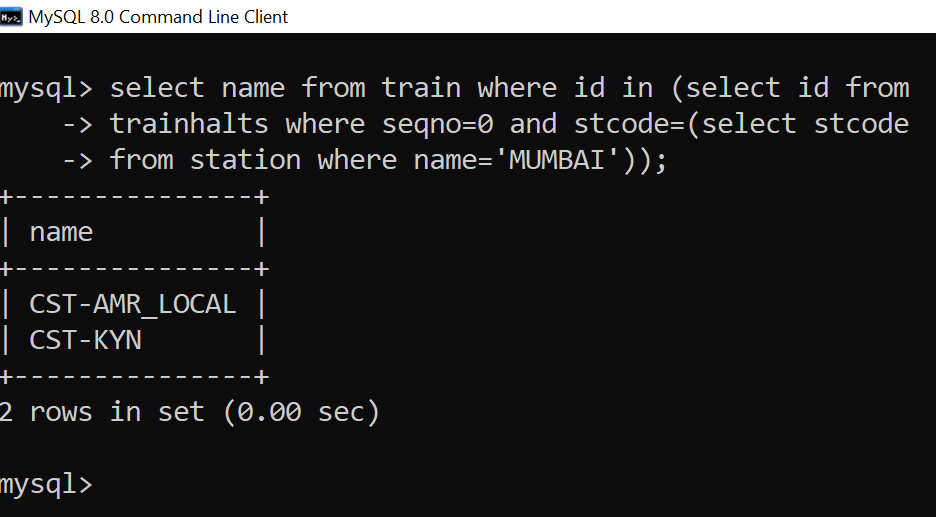 MySQL 8.0 Command Line Client
mysql> select name from train where id in (select id from
    -> trainhalts where seqno=0 and stcode=(select stcode
    -> from station where name='MUMBAI'));
+---------------+
| name          |
+---------------+
| CST-AMR_LOCAL |
| CST-KYN       |
+---------------+
2 rows in set (0.00 sec)
mysql>